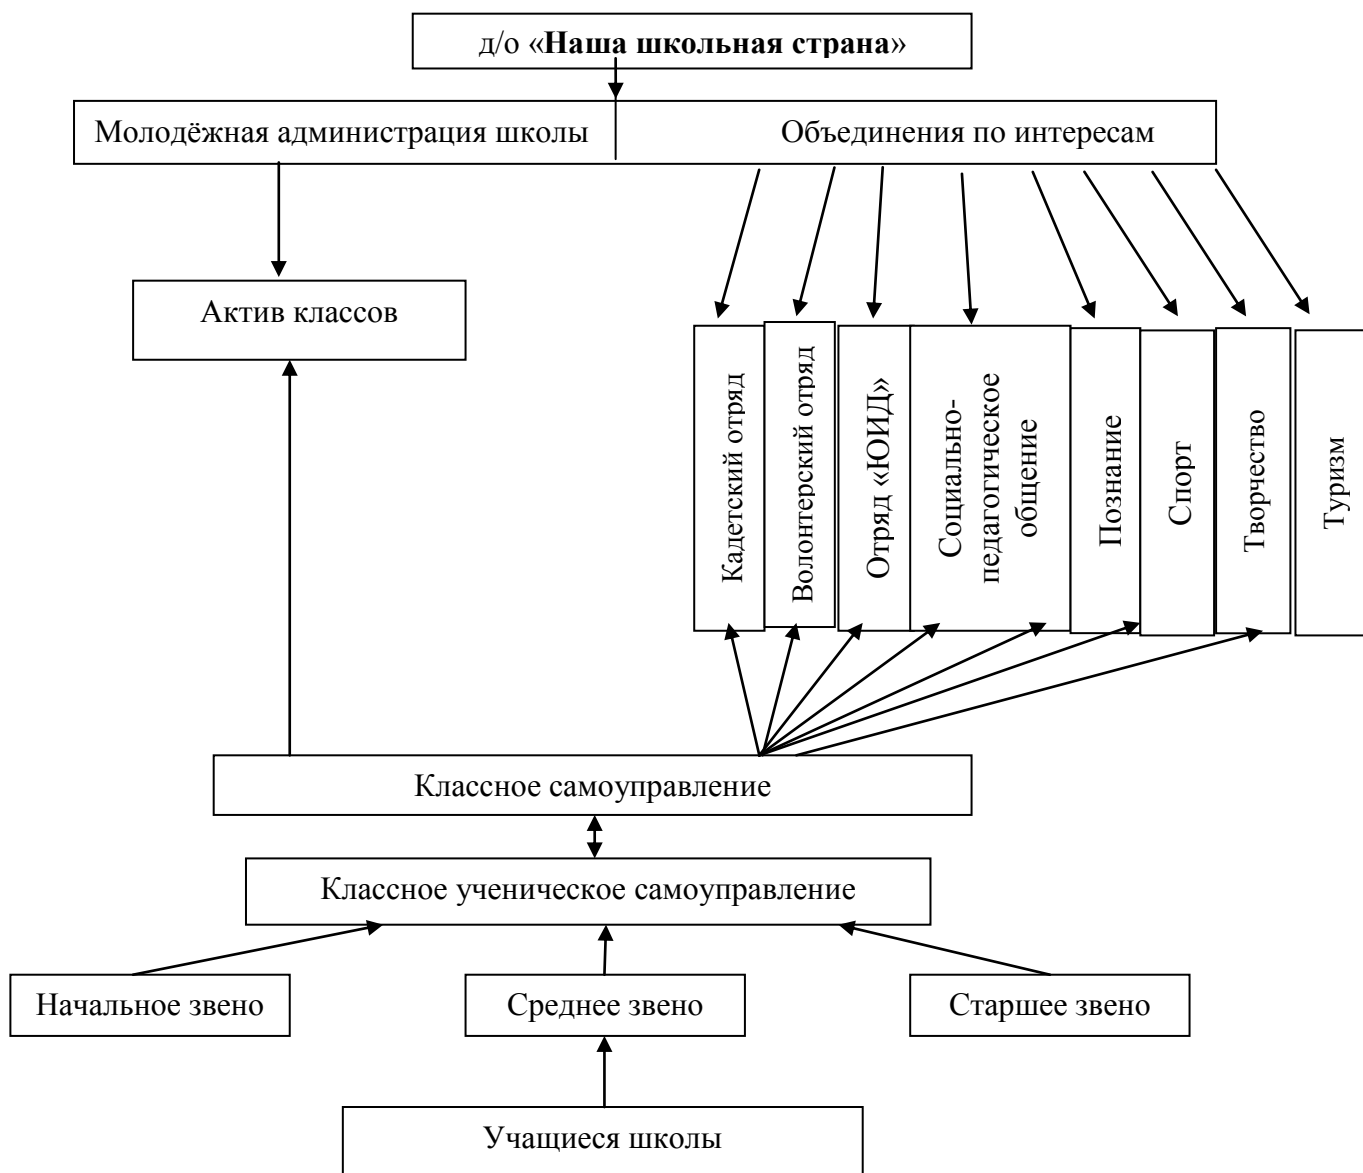 д/о «Наша школьная страна»
Молодёжная администрация школы
Объединения по интересам
Актив классов
Кадетский отряд
Волонтерский отряд
Отряд «ЮИД»
Социально-
педагогическое
общение
Познание
Спорт
Творчество
Туризм
Классное самоуправление
Классное ученическое самоуправление
Начальное звено
Среднее звено
Старшее звено
Учащиеся школы